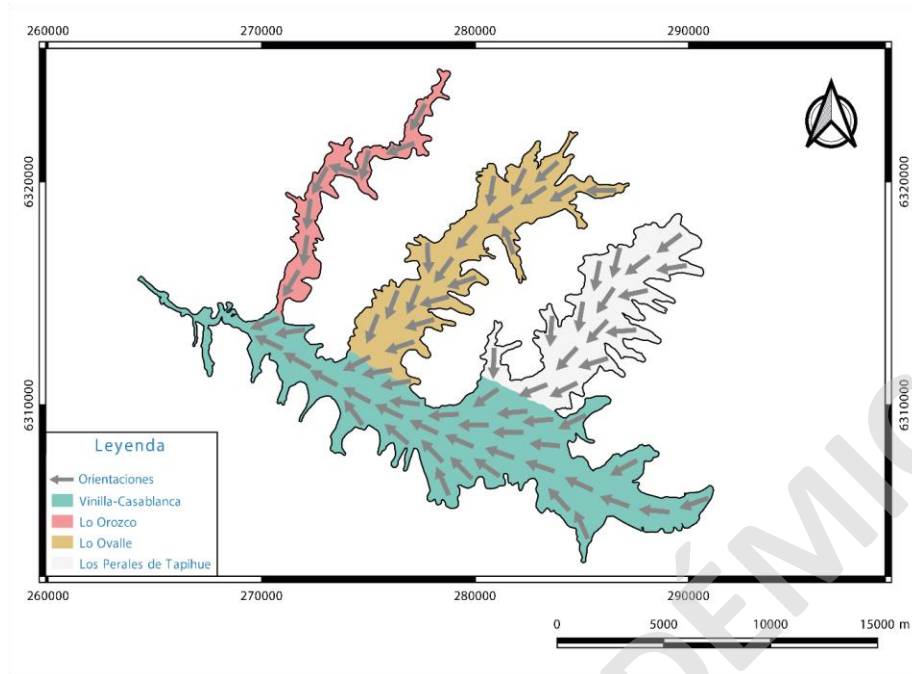 260000 270000 280000 290000
6320000 6320000
6310000 6310000
Leyenda
Orientaciones
Vinilla-Casablanca
Lo Orozco
Lo Ovalle
Los Perales de Tapihue
260000 270000 280000 290000
0 5000 10000 15000 m
DÉMIC